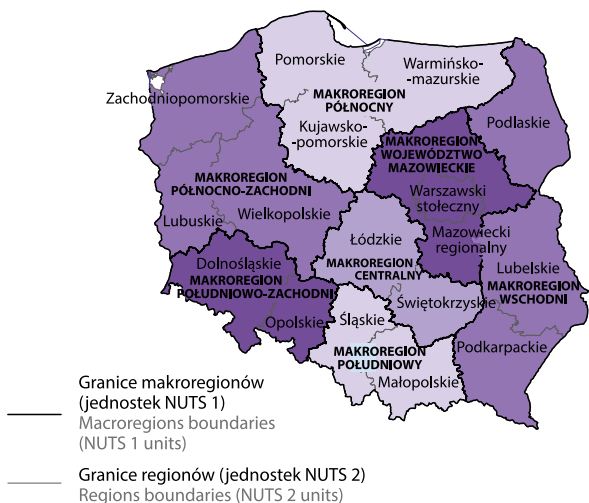 Pomorskie
Warmińsko-
-mazurskie
Zachodniopomorskie
MAKROREGION
PÓŁNOCNY
Kujawsko-
-pomorskie
Podlaskie
MAKROREGION
WOJEWÓDZTWO
MAZOWIECKIE
MAKROREGION
PÓŁNOCNO-ZACHODNI
Warszawski
stołeczny
Lubuskie
Wielkopolskie
Łódzkie
Mazowiecki
regionalny
Dolnośląskie
MAKROREGION
POŁUDNIOWO-ZACHODNI
MAKROREGION
CENTRALNY
Lubelskie
MAKROREGION
WSCHODNI
Opolskie
Śląskie
Świętokrzyskie
MAKROREGION
POŁUDNIOWY
Małopolskie
Podkarpackie
Granice makroregionów
(jednostek NUTS 1)
Macroregions boundaries
(NUTS 1 units)
Granice regionów (jednostek NUTS 2)
Regions boundaries (NUTS 2 units)